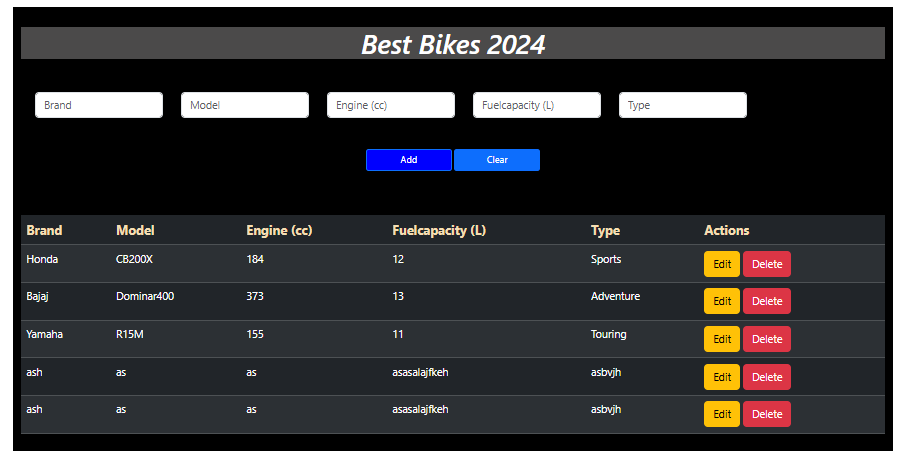 Best Bikes 2024
Brand Model Engine (cc) Fuelcapacity (L) Type
Add Clear
Brand Model Engine (cc) Fuelcapacity (L) Type Actions
Honda CB200X 184 12 Sports Edit Delete
Bajaj Dominar400 373 13 Adventure Edit Delete
Yamaha R15M 155 11 Touring Edit Delete
ash as as asasalajfkeh asbvjh Edit Delete
ash as as asasalajfkeh asbvjh Edit Delete